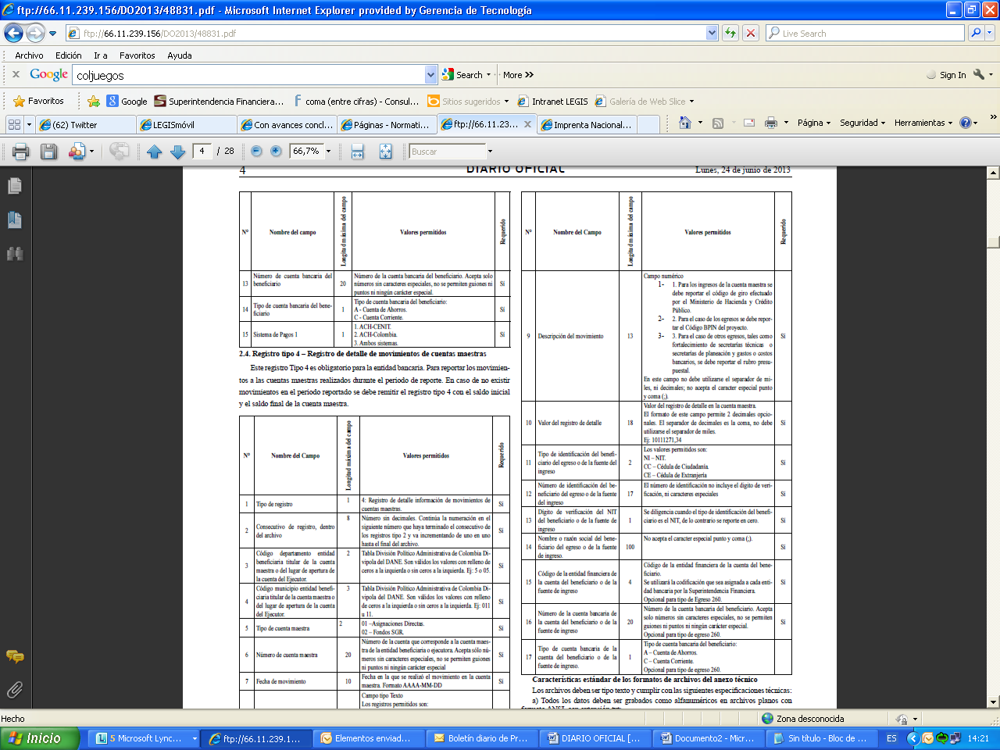 ftp://66.11.239.156/DO2013/48831.pdf - Microsoft Internet Explorer provided by Gerencia de Tecnología
ftp://66.11.239.156/DO2013/48831.pdf
Live Search
Archivo Edición Ir a Favoritos Ayuda
Google coljuegos Search More Sign In
Favoritos Google Superintendencia Financiera... coma (entre cifras) - Consul... Sitios sugeridos Intranet LEGIS Galería de Web Slice
(62) Twitter LEGISmóvil Con avances concl... Páginas - Normati... ftp://66.11.23... Imprenta Nacional... Página Seguridad Herramientas
4 / 28 66,7% Buscar
4 DIARIO OFICIAL Lunes, 24 de junio de 2013
N° Nombre del campo Longitud máxima del campo Valores permitidos Requerido
13 Número de cuenta bancaria del beneficiario 20 Número de la cuenta bancaria del beneficiario. Acepta solo
números sin caracteres especiales, no se permiten guiones ni
puntos ni ningún carácter especial. Sí
14 Tipo de cuenta bancaria del bene-
ficiario 1 Tipo de cuenta bancaria del beneficiario:
A - Cuenta de Ahorros.
C – Cuenta Corriente. Sí
15 Sistema de Pagos 1 1 1. ACH-CENIT.
2. ACH-Colombia.
3. Ambos sistemas. Sí
2.4. Registro tipo 4 – Registro de detalle de movimientos de cuentas maestras
Este registro Tipo 4 es obligatorio para la entidad bancaria. Para reportar los movimien-
tos a las cuentas maestras realizados durante el periodo de reporte. En caso de no existir
movimientos en el periodo reportado se debe remitir el registro tipo 4 con el saldo inicial
y el saldo final de la cuenta maestra.
N° Nombre del Campo Longitud máxima del campo Valores permitidos Requerido
1 Tipo de registro 1 4: Registro de detalle información de movimientos de
cuentas maestras. Sí
2 Consecutivo de registro, dentro
del archivo 8 Número sin decimales. Continúa la numeración en el
siguiente número que haya terminado el consecutivo de
los registros tipo 2 y va incrementando de uno en uno
hasta el final del archivo. Sí
3 Código departamento entidad
beneficiaria titular de la cuenta
maestra o del lugar de apertura de
la cuenta del Ejecutor. 2 Tabla División Político Administrativa de Colombia Di-
vipola del DANE. Son válidos los valores con relleno de
ceros a la izquierda o sin ceros a la izquierda. Ej: 5 o 05. Sí
4 Código municipio entidad benefi-
ciaria titular de la cuenta maestra o
del lugar de apertura de la cuenta
del Ejecutor. 3 Tabla División Político Administrativa de Colombia Di-
vipola del DANE. Son válidos los valores con relleno
de ceros a la izquierda o sin ceros a la izquierda. Ej: 011
u 11. Sí
5 Tipo de cuenta maestra 2 01 –Asignaciones Directas.
02 – Fondos SGR. Sí
6 Número de cuenta maestra 20 Número de la cuenta que corresponde a la cuenta maes-
tra de la entidad beneficiaria o ejecutora. Acepta sólo nú-
meros sin caracteres especiales, no se permiten guiones
ni puntos ni ningún carácter especial Sí
7 Fecha de movimiento 10 Fecha en la que se realizó el movimiento en la cuenta
maestra. Formato AAAA-MM-DD Sí
Campo tipo Texto
Los registros permitidos son:
N° Nombre del Campo Longitud máxima del campo Valores permitidos Requerido
9 Descripción del movimiento 13 Campo numérico
1- 1. Para los ingresos de la cuenta maestra se
debe reportar el código de giro efectuado
por el Ministerio de Hacienda y Crédito
Público.
2- 2. Para el caso de los egresos se debe repor-
tar el Código BPIN del proyecto.
3- 3. Para el caso de otros egresos, tales como
fortalecimiento de secretarías técnicas o
secretarías de planeación y gastos o costos
bancarios, se debe reportar el rubro presu-
puestal.
En este campo no debe utilizarse el separador de mi-
les, ni decimales; no acepta el caracter especial punto
y coma (;). Sí
10 Valor del registro de detalle 18 Valor del registro de detalle en la cuenta maestra.
El formato de este campo permite 2 decimales opcio-
nales. El separador de decimales es la coma, no debe
utilizarse el separador de miles.
Ej: 10111271,34 Sí
11 Tipo de identificación del benefi-
ciario del egreso o de la fuente del
ingreso 2 Los valores permitidos son:
NI – NIT.
CC – Cédula de Ciudadanía.
CE – Cédula de Extranjería Sí
12 Número de identificación del be-
neficiario del egreso o de la fuente
del ingreso 17 El número de identificación no incluye el dígito de veri-
ficación, ni caracteres especiales Sí
13 Dígito de verificación del NIT
del beneficiario o de la fuente de
ingreso 1 Se diligencia cuando el tipo de identificación del benefi-
ciario es el NIT, de lo contrario se reporte en cero. Sí
14 Nombre o razón social del bene-
ficiario del egreso o de la fuente
de ingreso. 100 No acepta el caracter especial punto y coma (;). Sí
15 Código de la entidad financiera de
la cuenta del beneficiario o de la
fuente de ingreso 4 Código de la entidad financiera de la cuenta del bene-
ficiario.
Se utilizará la codificación que sea asignada a cada enti-
dad bancaria por la Superintendencia Financiera.
Opcional para tipo de Egreso 260. Sí
16 Número de la cuenta bancaria de
la cuenta del beneficiario o de la
fuente de ingreso 20 Número de la cuenta bancaria del beneficiario. Acepta
solo números sin caracteres especiales, no se permiten
guiones ni puntos ni ningún carácter especial.
Opcional para tipo de egreso 260. Sí
17 Tipo de cuenta bancaria de la
cuenta del beneficiario o de la
fuente de ingreso. 1 Tipo de cuenta bancaria del beneficiario:
A – Cuenta de Ahorros.
C – Cuenta Corriente.
Opcional para tipo de egreso 260.
Características estándar de los formatos de archivos del anexo técnico
Los archivos deben ser tipo texto y cumplir con las siguientes especificaciones técnicas:
a) Todos los datos deben ser grabados como alfanuméricos en archivos planos con
Hecho Zona desconocida
Inicio 5 Microsoft Lync... ftp://66.11.239.1... Elementos enviad... Boletín diario de Pr... DIARIO OFICIAL [... Documento2 - Micr... Sin título - Bloc de ... ES 14:21